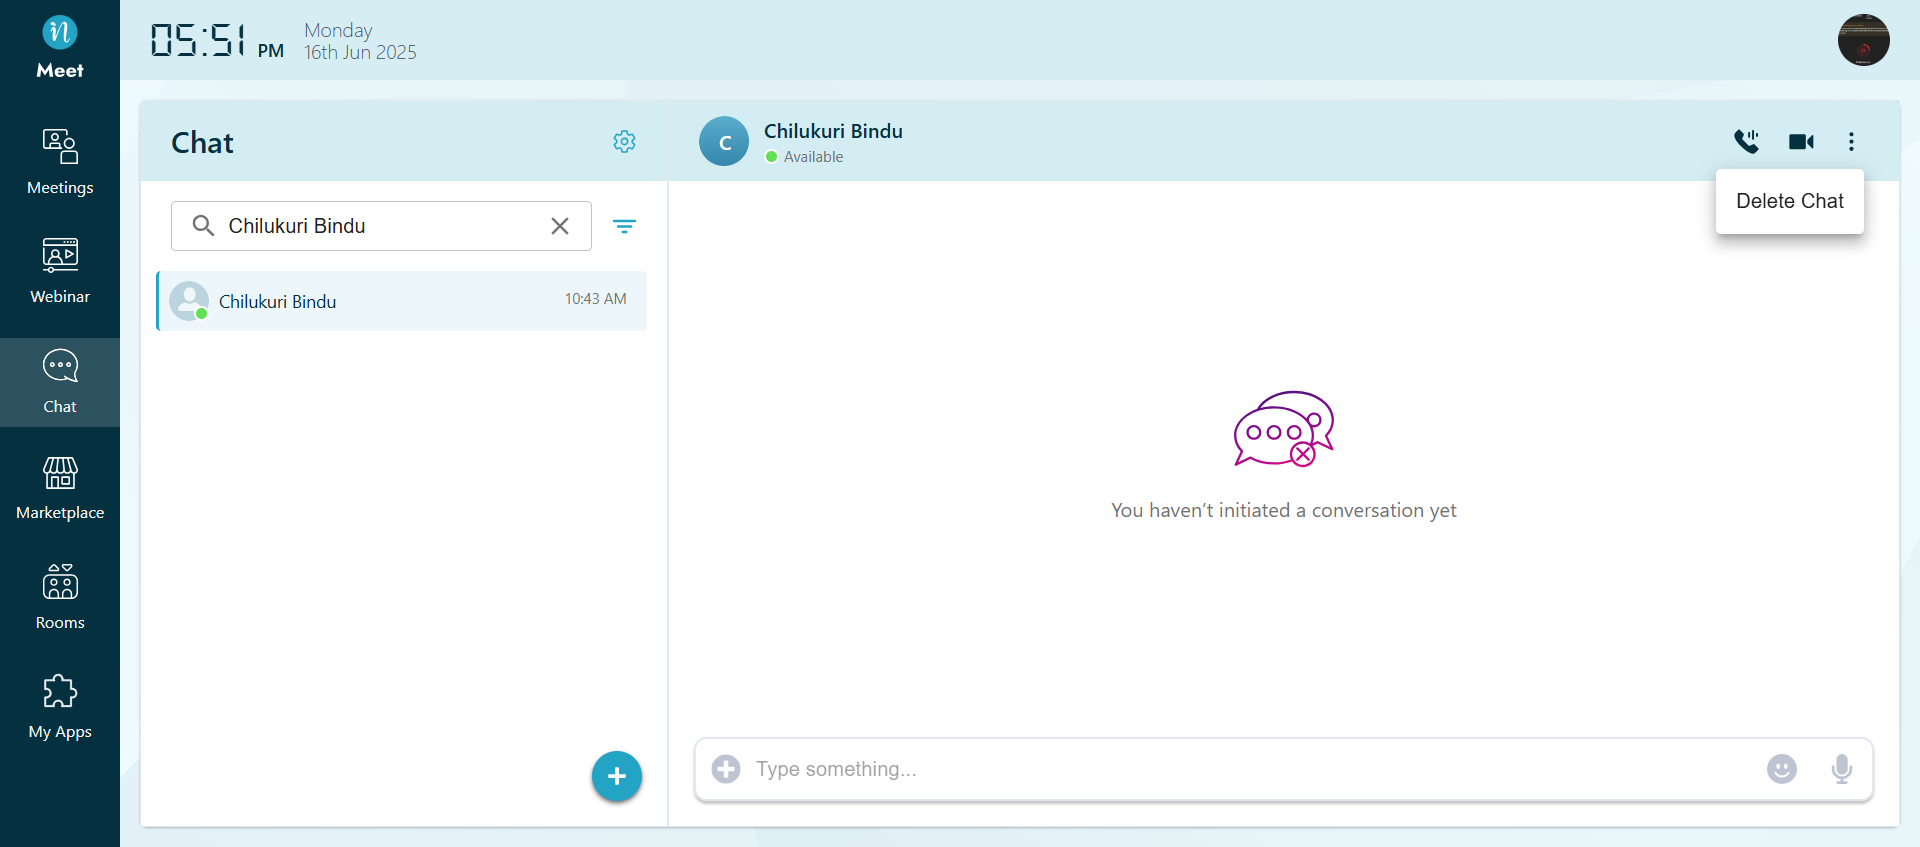 Meet
05:51 PM
Monday
16th Jun 2025
Meetings
Webinar
Chat
Marketplace
Rooms
My Apps
Chat
Chilukuri Bindu
Chilukuri Bindu
10:43 AM
C
Chilukuri Bindu
Available
Delete Chat
You haven’t initiated a conversation yet
Type something...